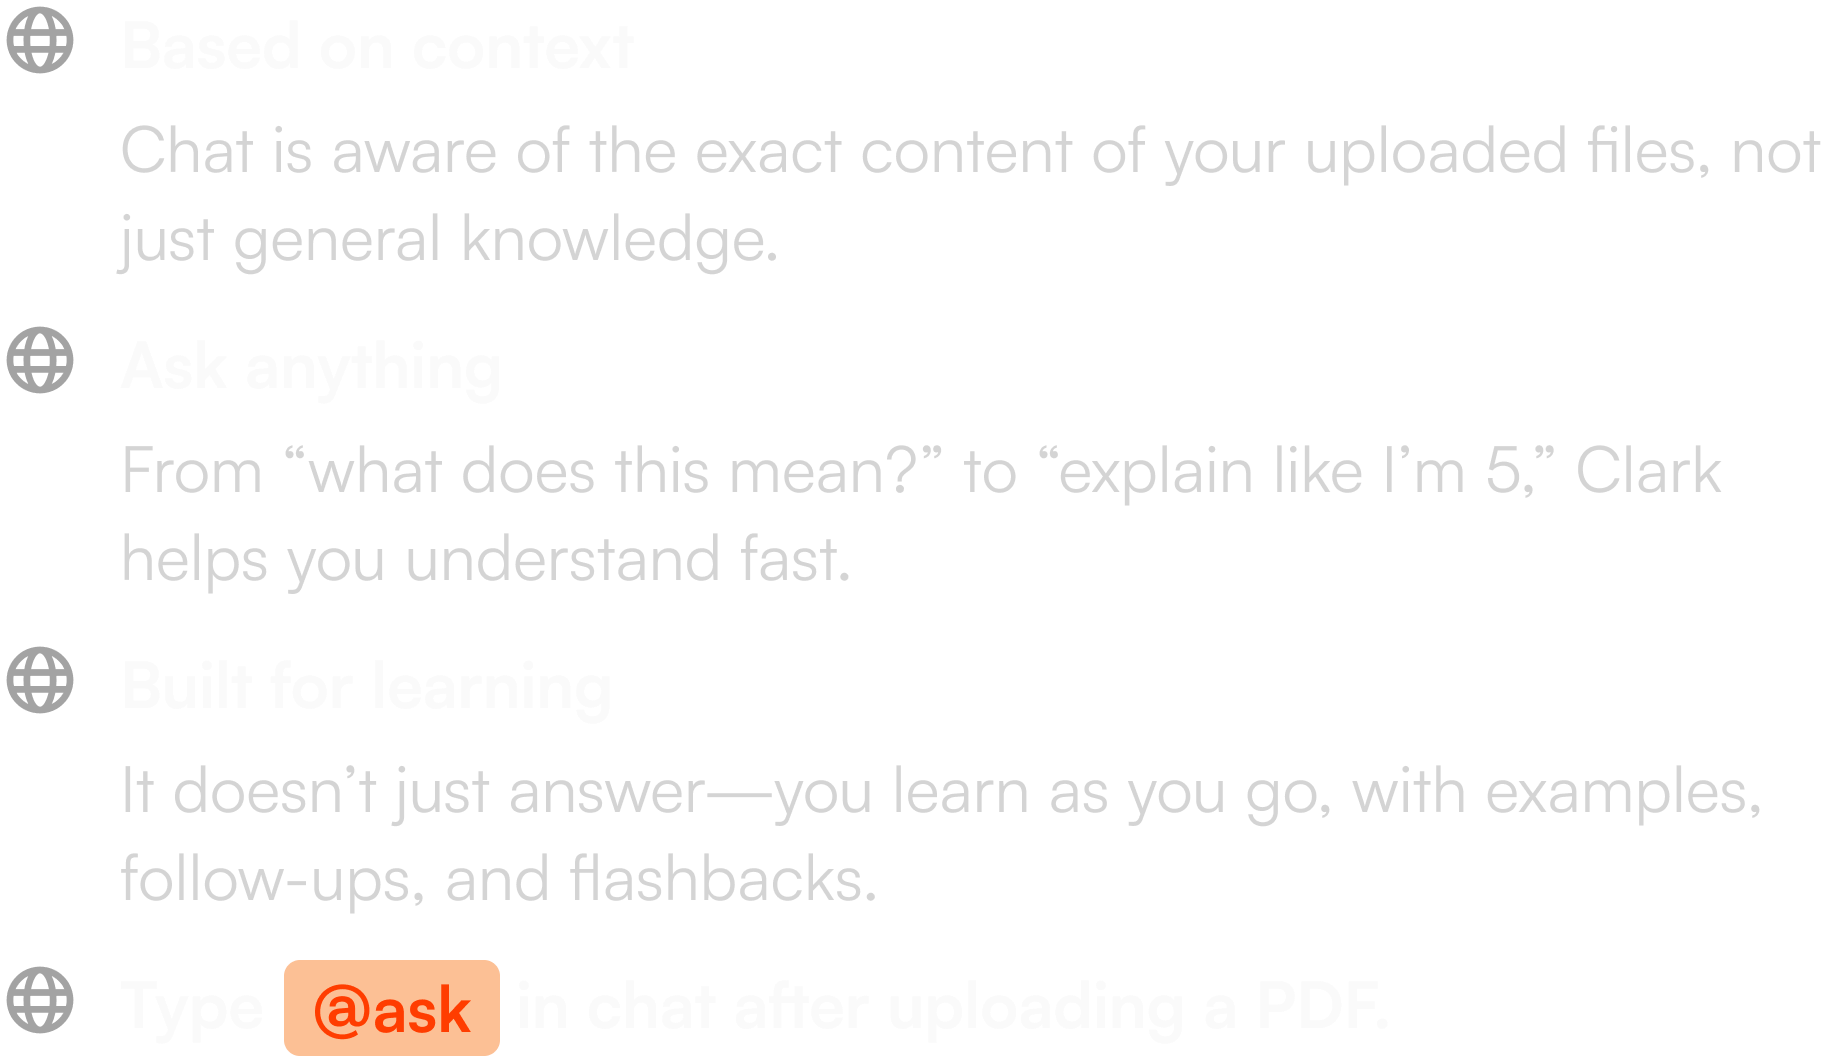 Based on context
Chat is aware of the exact content of your uploaded files, not
just general knowledge.
Ask anything
From “what does this mean?” to “explain like I’m 5,” Clark
helps you understand fast.
Built for learning
It doesn’t just answer—you learn as you go, with examples,
follow-ups, and flashbacks.
Type @ask in chat after uploading a PDF.